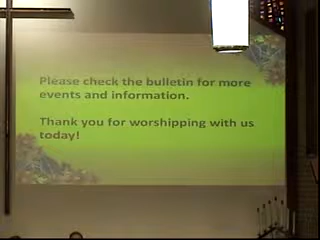 Please check the bulletin for more
events and information.
Thank you for worshipping with us
today!